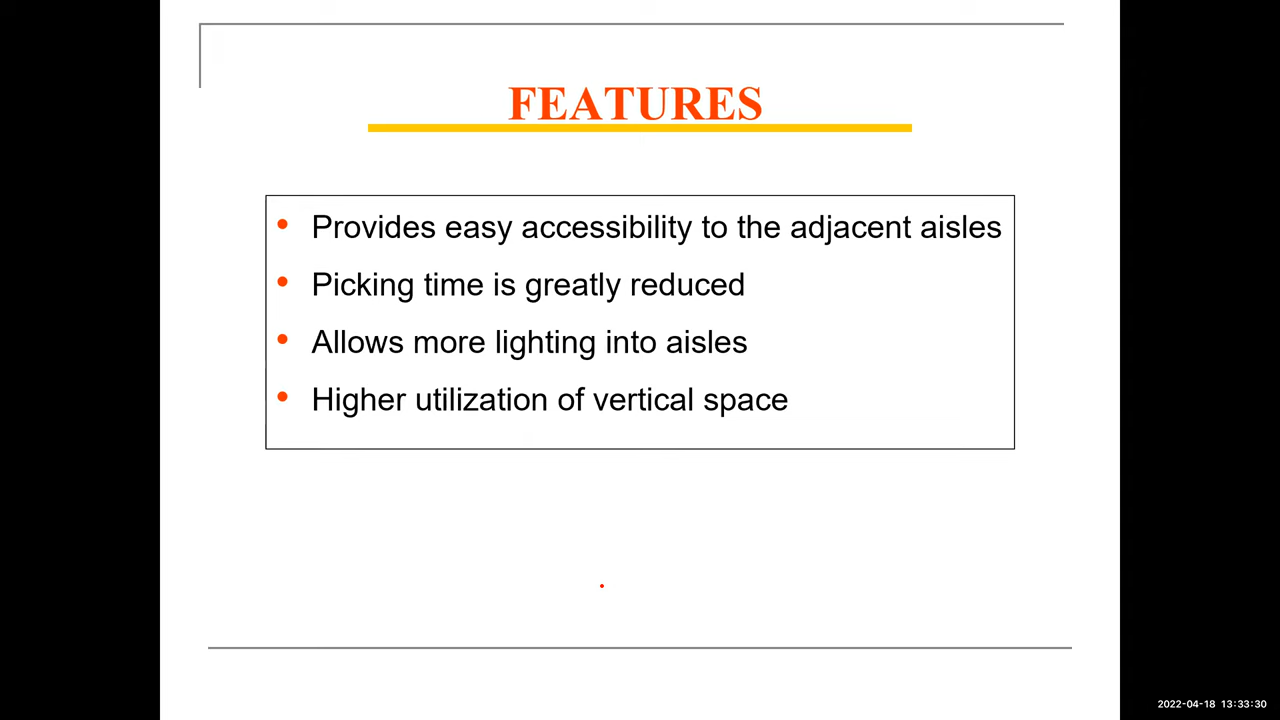 FEATURES
• Provides easy accessibility to the adjacent aisles
• Picking time is greatly reduced
• Allows more lighting into aisles
• Higher utilization of vertical space
2022-04-18 13:33:30